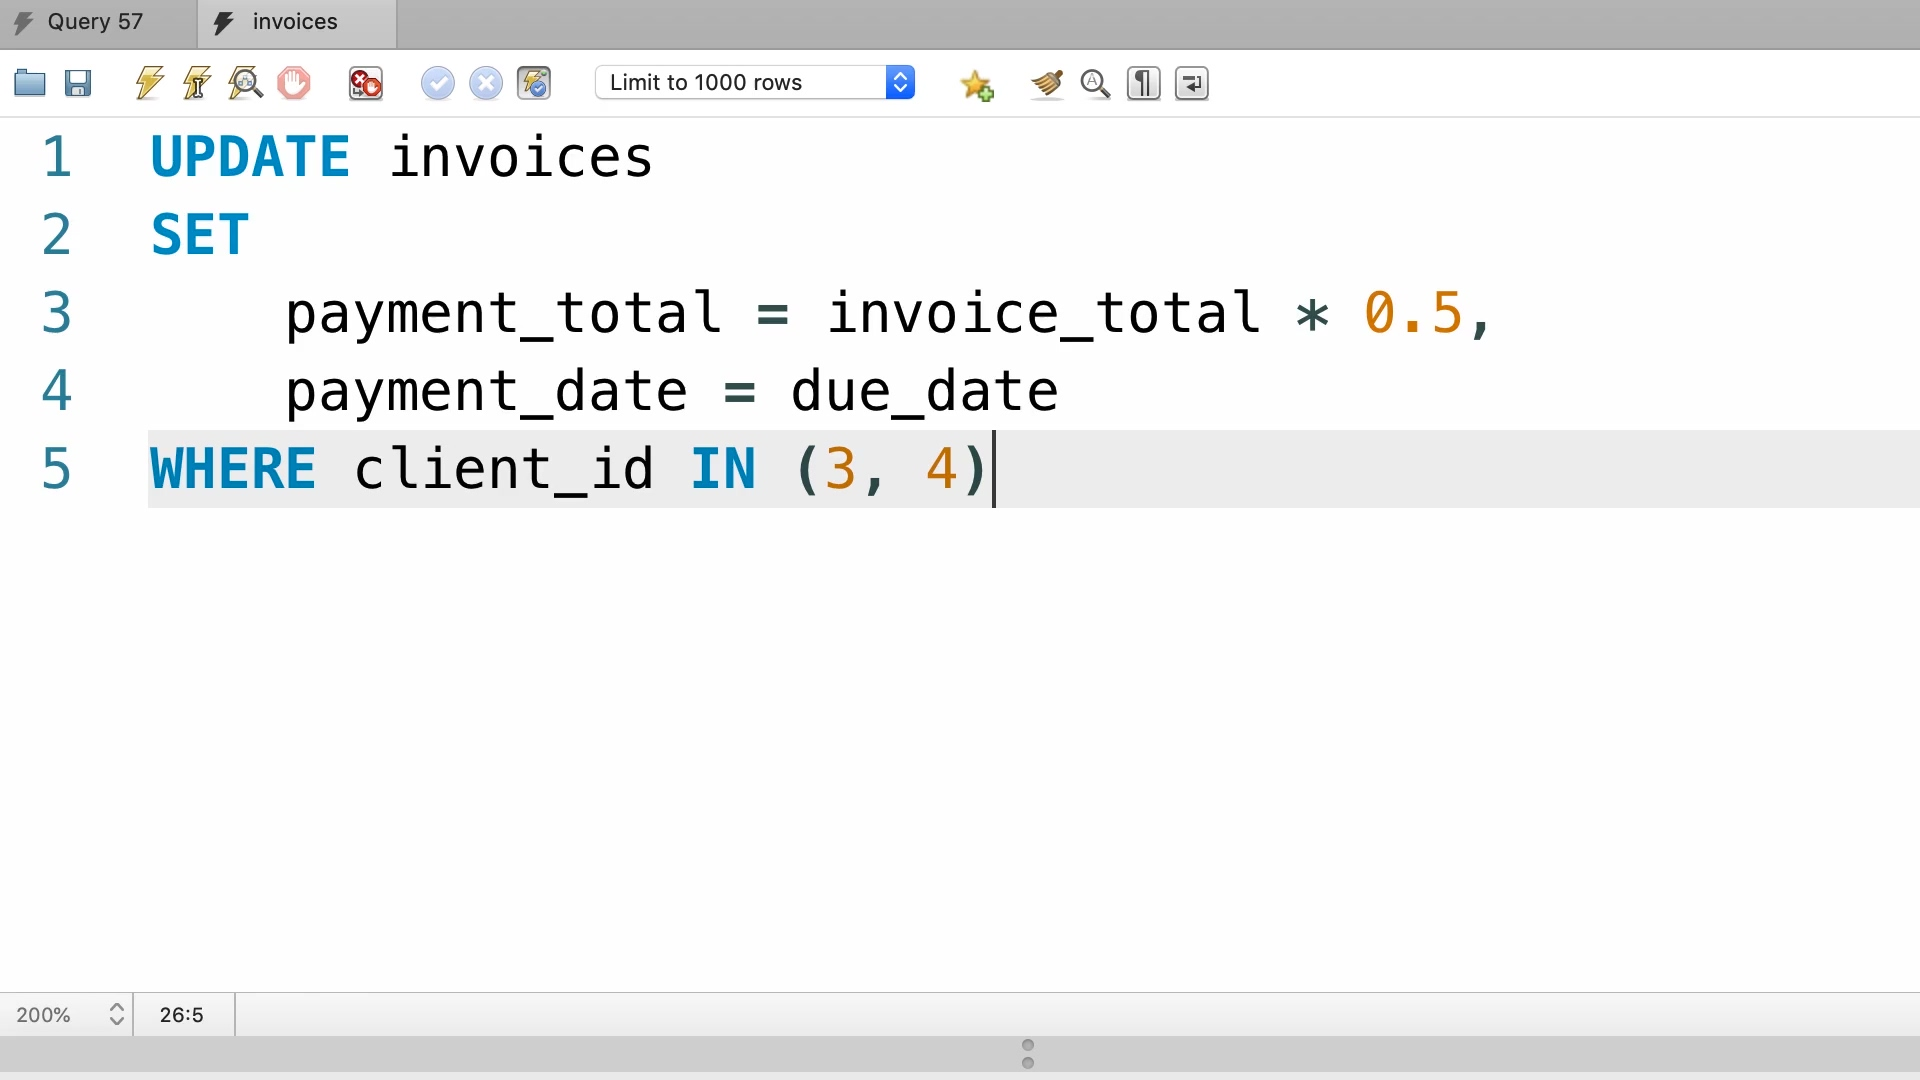 Query 57
invoices
Limit to 1000 rows
1 UPDATE invoices
2 SET
3     payment_total = invoice_total * 0.5,
4     payment_date = due_date
5 WHERE client_id IN (3, 4)
200%
26:5